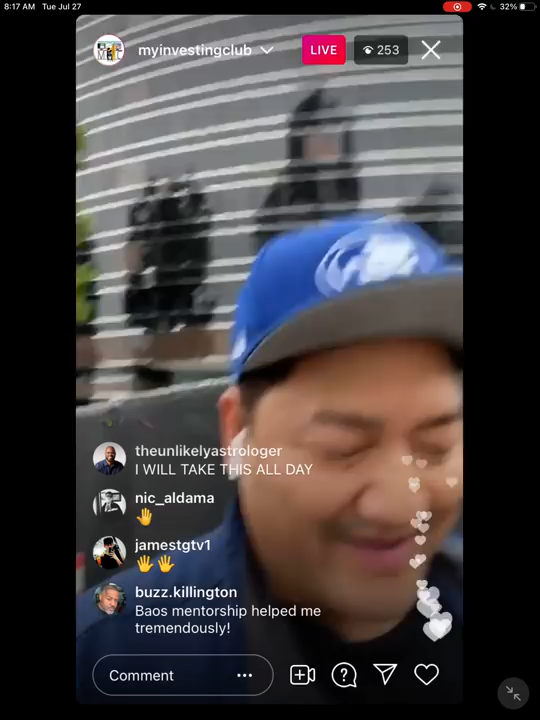 8:17 AM Tue Jul 27
32%
myinvestingclub
LIVE
253
theunlikelyastrologer
I WILL TAKE THIS ALL DAY
nic_aldama
🤚
jamestgtv1
🖐🖐
buzz.killington
Baos mentorship helped me
tremendously!
Comment